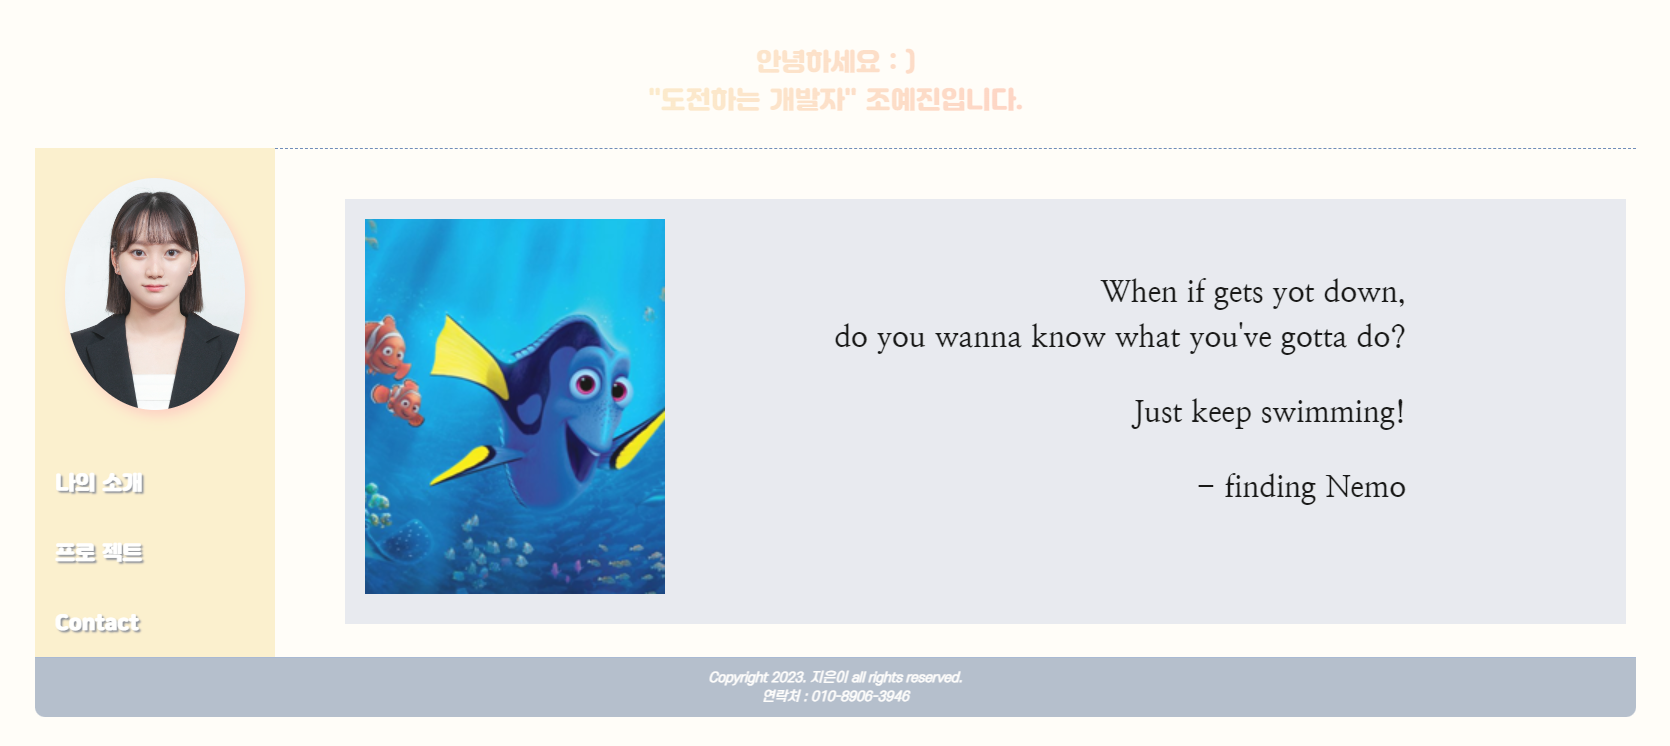 안녕하세요 : )
"도전하는 개발자" 조예진입니다.
나의 소개
프로 젝트
Contact
When if gets yot down,
do you wanna know what you've gotta do?
Just keep swimming!
- finding Nemo
Copyright 2023. 지은이 all rights reserved.
연락처 : 010-8906-3946